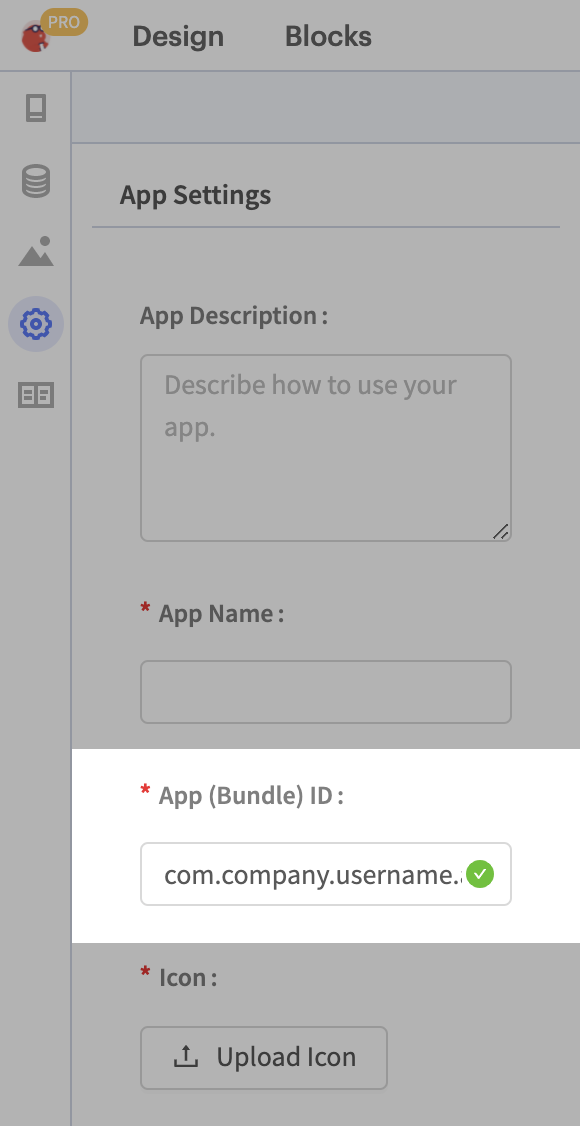 PRO
Design
Blocks
App Settings
App Description :
Describe how to use your
app.
* App Name :
* App (Bundle) ID :
com.company.username.
* Icon :
Upload Icon